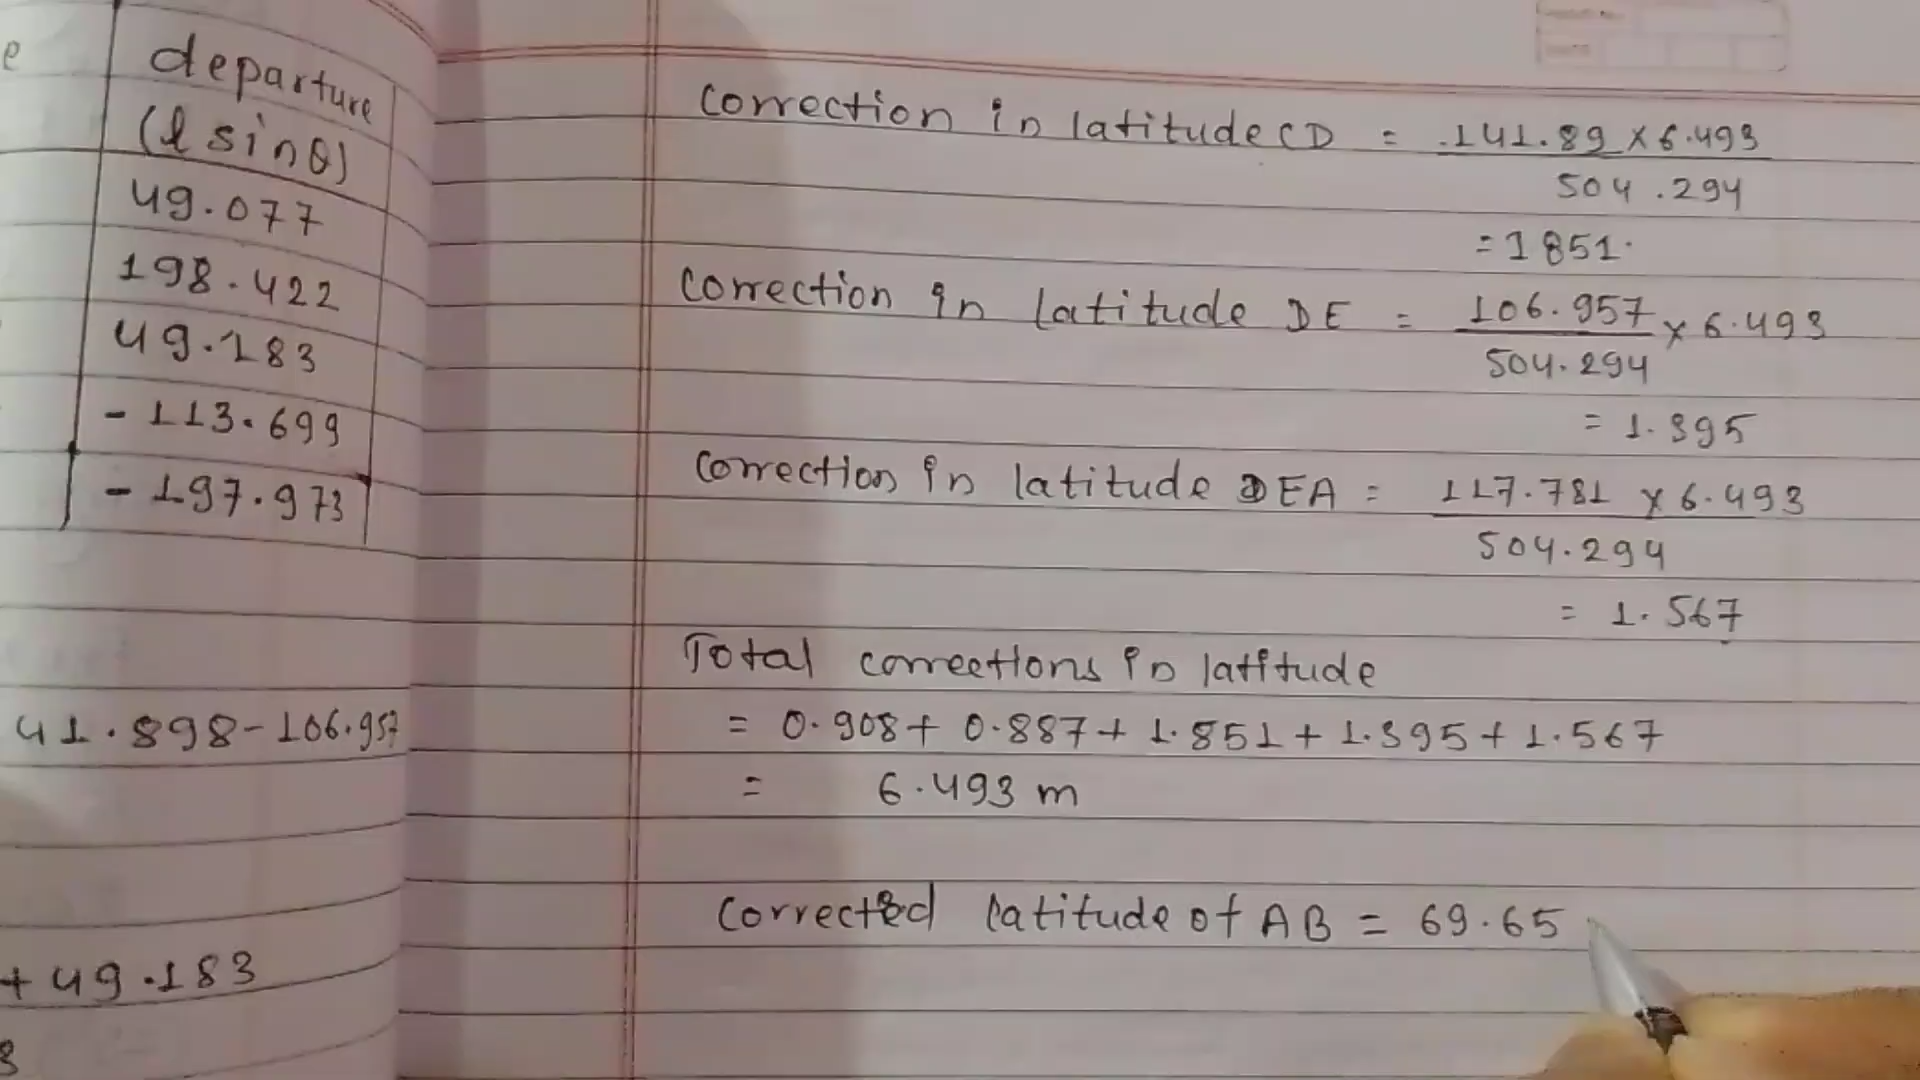 e
departure
(l sinθ)
49.077
198.422
49.183
- 113.699
- 197.973
41.898-106.957
+ 49.183
3
Correction in latitude CD = 141.89 x 6.493
504.294
= 1 851.
Correction in latitude DE = 106.957 x 6.493
504.294
= 1.395
Correction in latitude DEA = 117.781 x 6.493
504.294
= 1.567
Total corrections in latitude
= 0.908 + 0.887 + 1.851 + 1.395 + 1.567
= 6.493 m
Corrected latitude of AB = 69.65